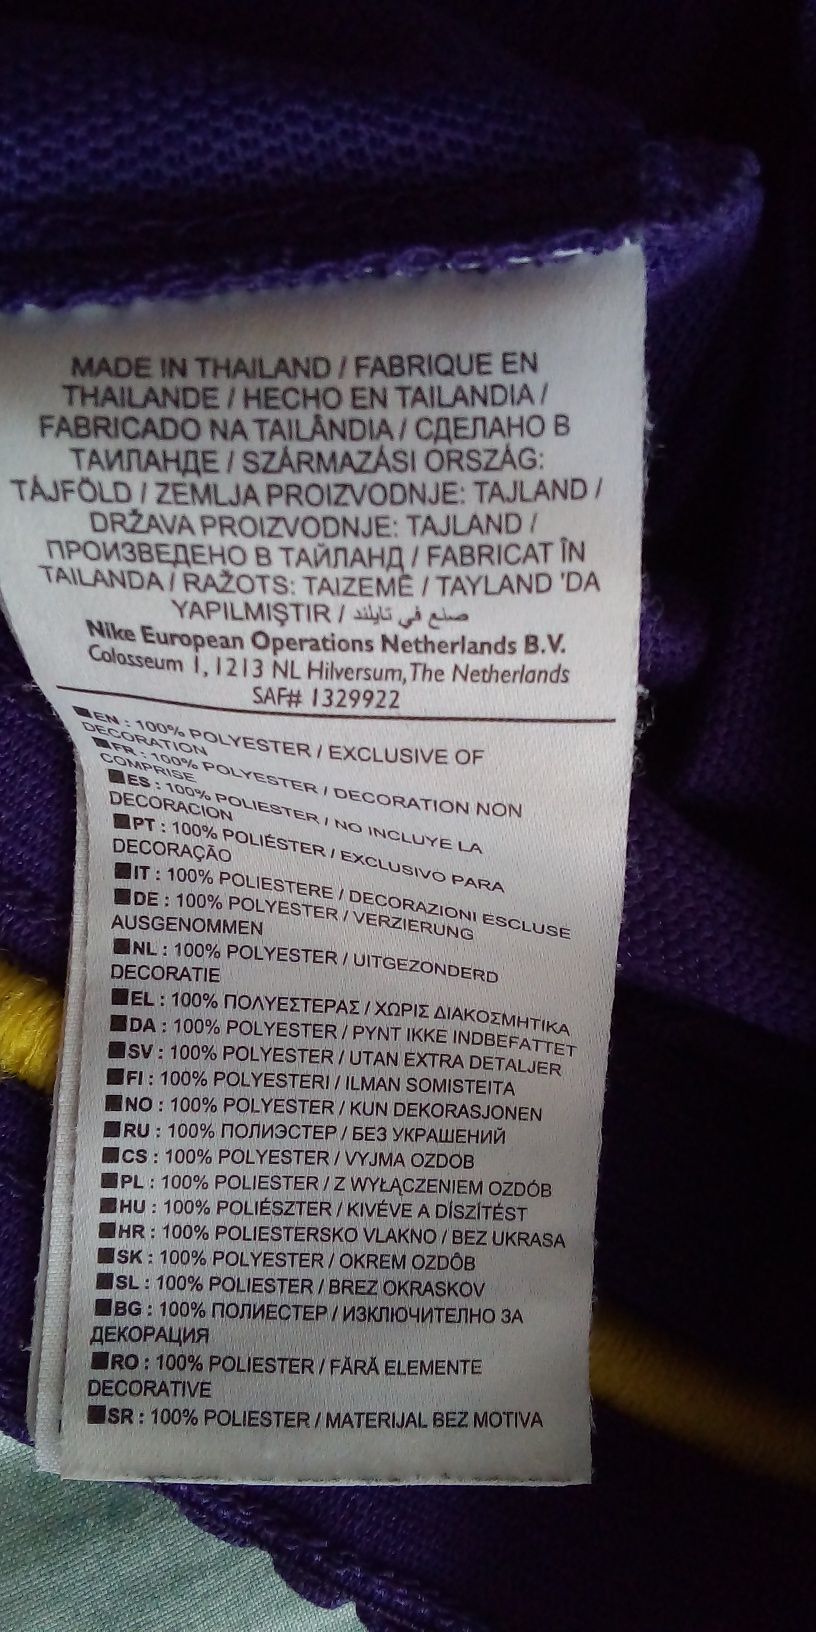 MADE IN THAILAND / FABRIQUE EN
THAILANDE / HECHO EN TAILANDIA /
FABRICADO NA TAILÂNDIA / СДЕЛАНО В
ТАИЛАНДЕ / SZÁRMAZÁSI ORSZÁG:
TÁJFÖLD / ZEMLJA PROIZVODNJE: TAJLAND /
DRŽAVA PROIZVODNJE: TAJLAND /
ПРОИЗВЕДЕНО В ТАЙЛАНД / FABRICAT ÎN
TAILANDA / RAŽOTS: TAIZEMĒ / TAYLAND 'DA
YAPILMIŞTIR / صنع في تايلند
Nike European Operations Netherlands B.V.
Colosseum 1, 1213 NL Hilversum, The Netherlands
SAF# 1329922
EN : 100% POLYESTER / EXCLUSIVE OF
DECORATION
FR : 100% POLYESTER / DECORATION NON
COMPRISE
ES : 100% POLIESTER / NO INCLUYE LA
DECORACION
PT : 100% POLIÉSTER / EXCLUSIVO PARA
DECORAÇÃO
IT : 100% POLIESTERE / DECORAZIONI ESCLUSE
DE : 100% POLYESTER / VERZIERUNG
AUSGENOMMEN
NL : 100% POLYESTER / UITGEZONDERD
DECORATIE
EL : 100% ΠΟΛΥΕΣΤΕΡΑΣ / ΧΩΡΙΣ ΔΙΑΚΟΣΜΗΤΙΚΑ
DA : 100% POLYESTER / PYNT IKKE INDBEFATTET
SV : 100% POLYESTER / UTAN EXTRA DETALJER
FI : 100% POLYESTERI / ILMAN SOMISTEITA
NO : 100% POLYESTER / KUN DEKORASJONEN
RU : 100% ПОЛИЭСТЕР / БЕЗ УКРАШЕНИЙ
CS : 100% POLYESTER / VYJMA OZDOB
PL : 100% POLIESTER / Z WYŁĄCZENIEM OZDÓB
HU : 100% POLIÉSZTER / KIVÉVE A DÍSZÍTÉST
HR : 100% POLIESTERSKO VLAKNO / BEZ UKRASA
SK : 100% POLYESTER / OKREM OZDÔB
SL : 100% POLIESTER / BREZ OKRASKOV
BG : 100% ПОЛИЕСТЕР / ИЗКЛЮЧИТЕЛНО ЗА
ДЕКОРАЦИЯ
RO : 100% POLIESTER / FĂRĂ ELEMENTE
DECORATIVE
SR : 100% POLIESTER / MATERIJAL BEZ MOTIVA